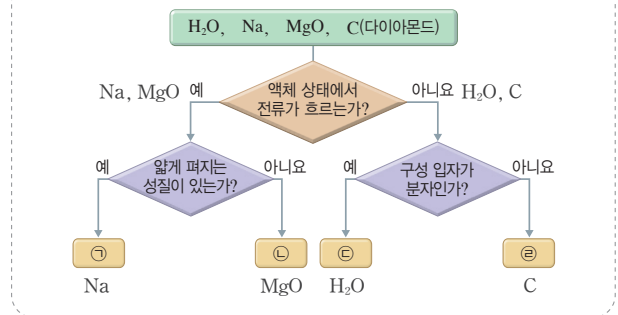 H₂O, Na, MgO, C(다이아몬드)
Na, MgO 예
액체 상태에서
전류가 흐르는가?
아니요 H₂O, C
예
얇게 펴지는
성질이 있는가?
아니요
예
구성 입자가
분자인가?
아니요
㉠
㉡
㉢
㉣
Na
MgO
H₂O
C